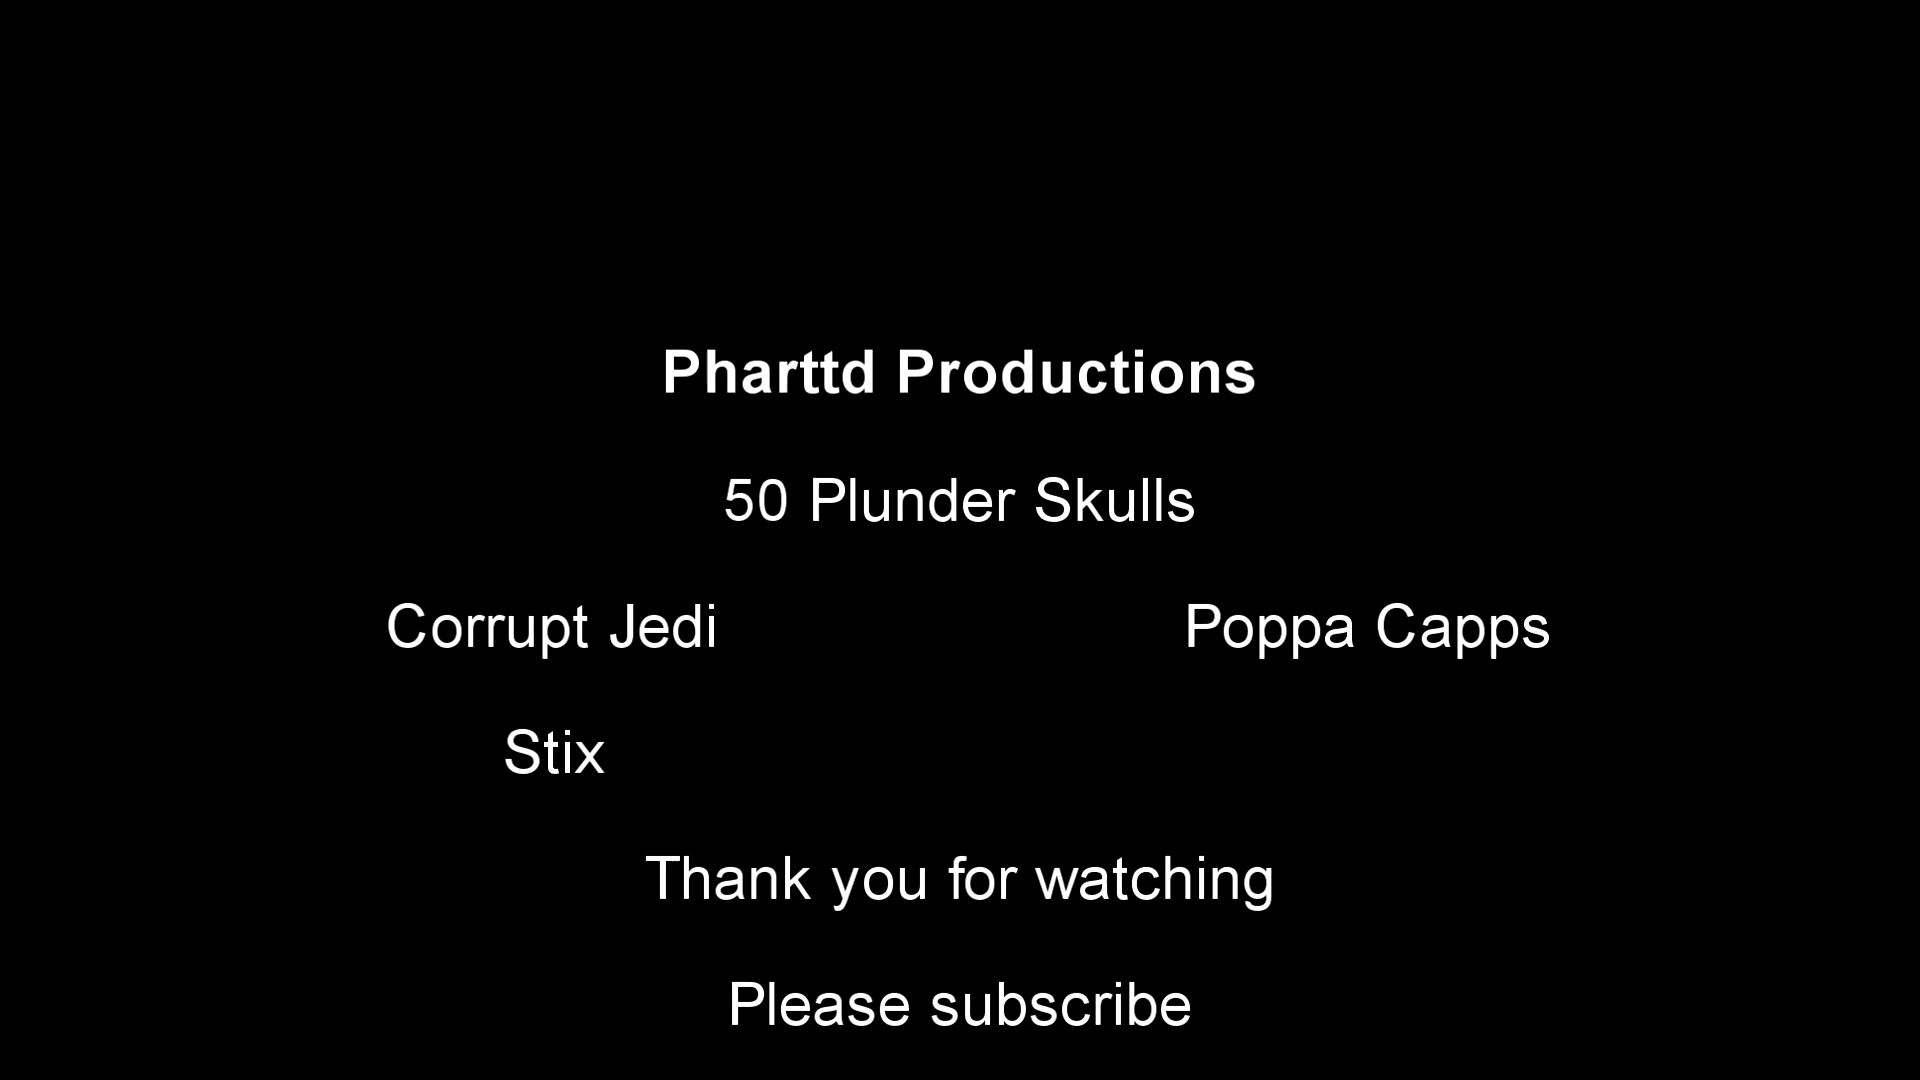 Pharttd Productions
50 Plunder Skulls
Corrupt Jedi Poppa Capps
Stix
Thank you for watching
Please subscribe